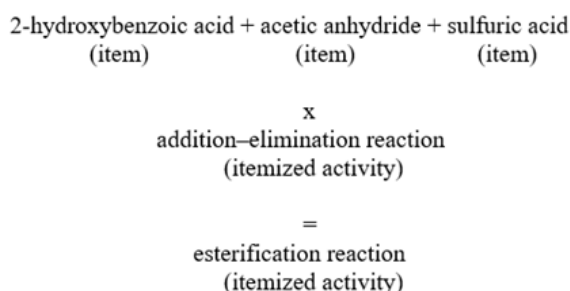 2-hydroxybenzoic acid + acetic anhydride + sulfuric acid
(item) (item) (item)
x
addition–elimination reaction
(itemized activity)
=
esterification reaction
(itemized activity)